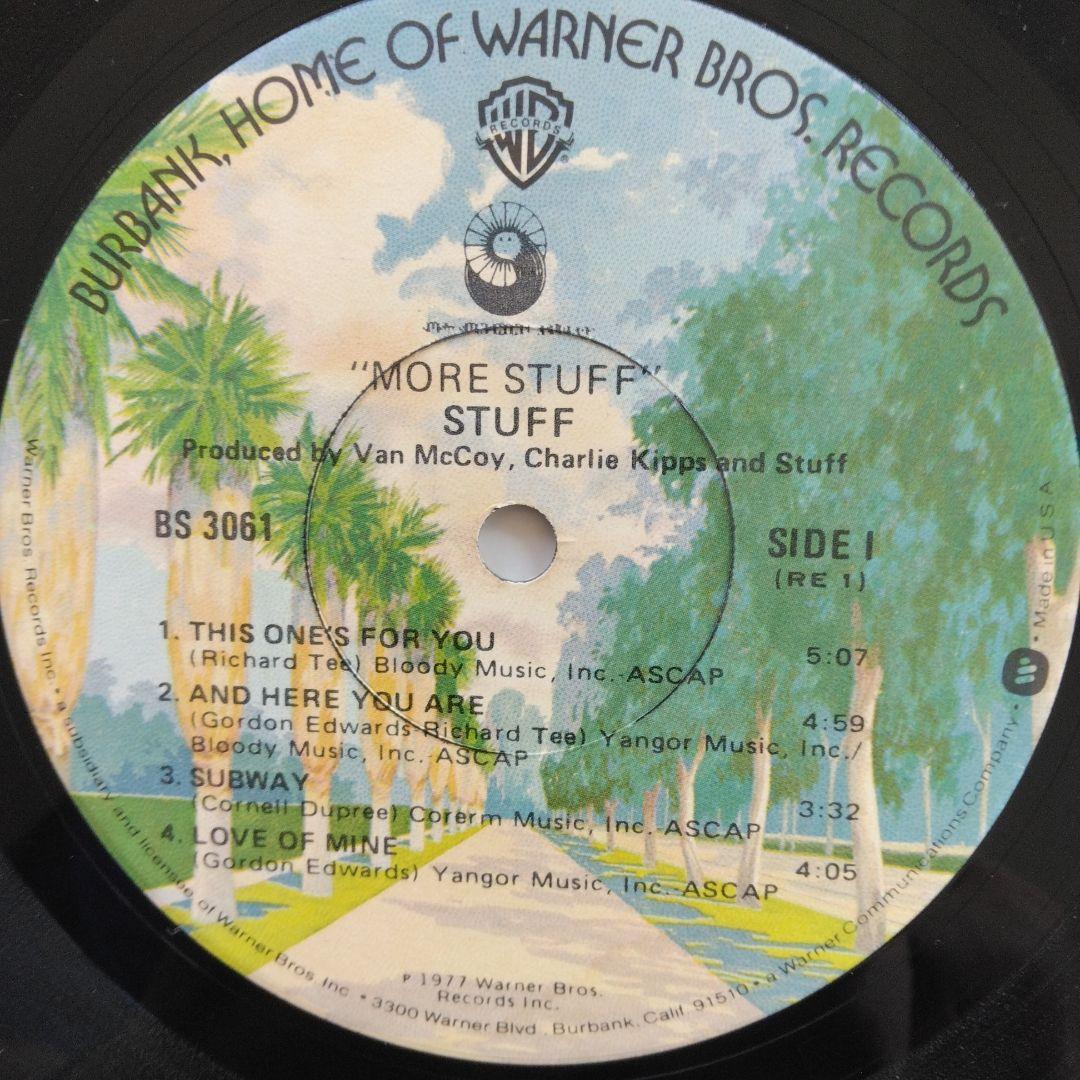 BURBANK, HOME OF WARNER BROS. RECORDS
WB
RECORDS
®
"MORE STUFF"
STUFF
Produced by Van McCoy, Charlie Kipps and Stuff
BS 3061
SIDE I
(RE 1)
1. THIS ONE'S FOR YOU 5:07
(Richard Tee) Bloody Music, Inc.-ASCAP
2. AND HERE YOU ARE 4:59
(Gordon Edwards-Richard Tee) Yangor Music, Inc./
Bloody Music, Inc.-ASCAP
3. SUBWAY 3:32
(Cornell Dupree) Corerm Music, Inc. ASCAP
4. LOVE OF MINE 4:05
(Gordon Edwards) Yangor Music, Inc.-ASCAP
℗ 1977 Warner Bros.
Records Inc.
Warner Bros. Records Inc. • a subsidiary and licensee of Warner Bros. Inc. • 3300 Warner Blvd., Burbank, Calif. 91510 • a Warner Communications Company • Made in U S A